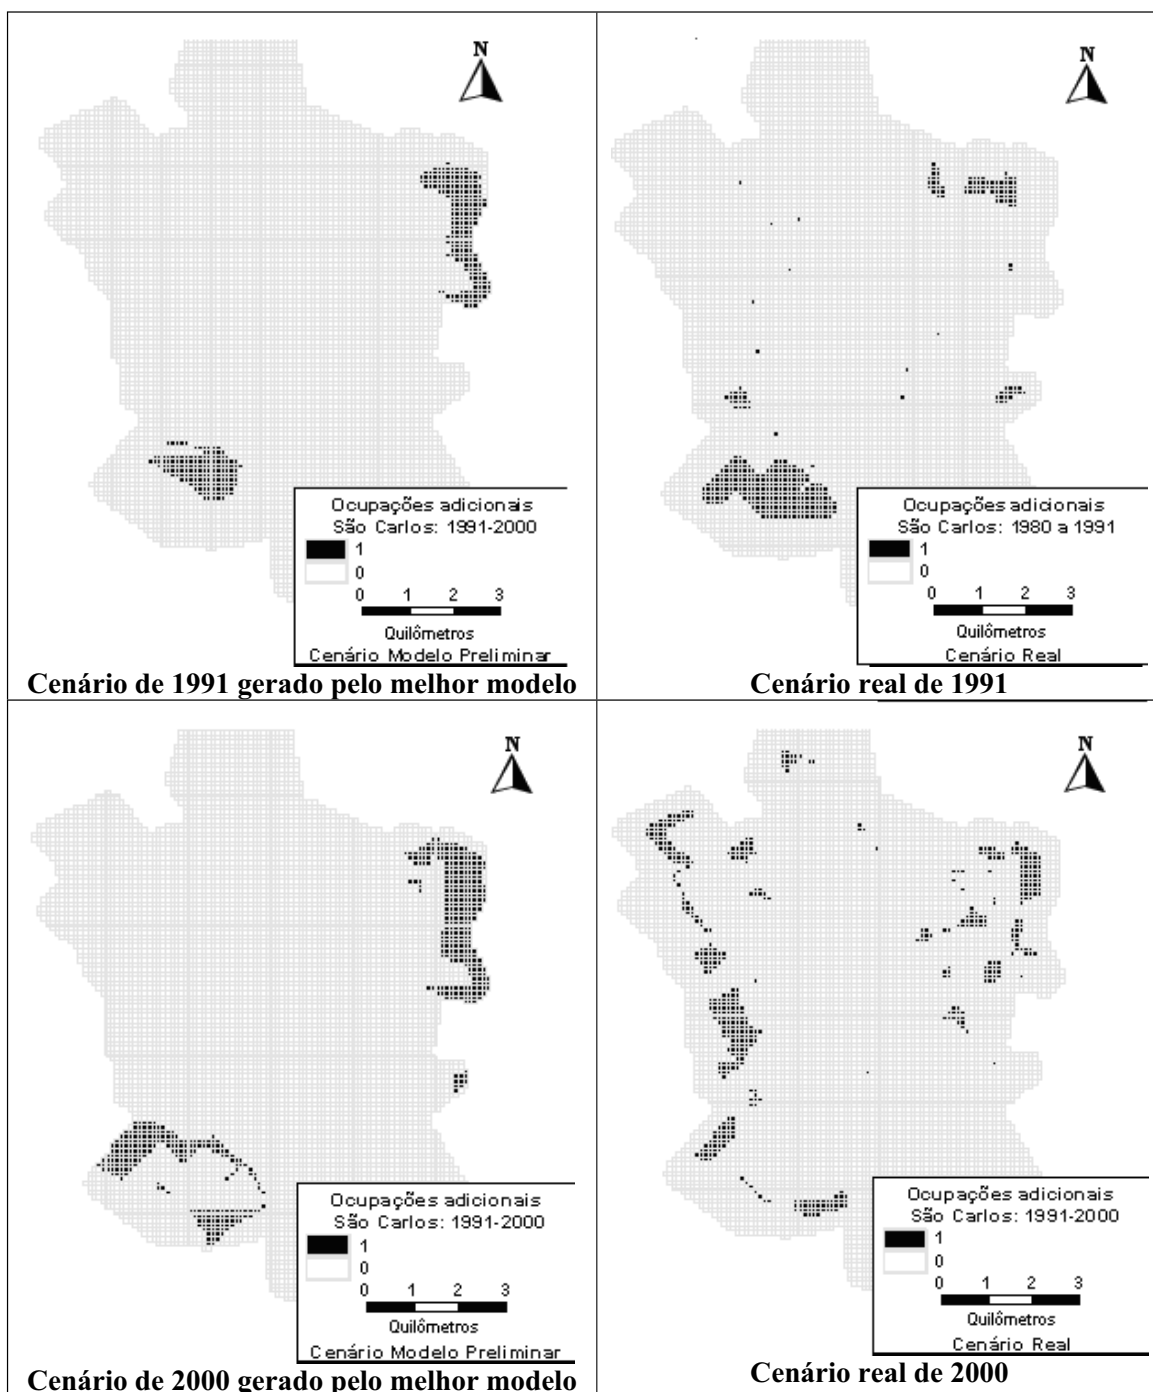 N
Ocupações adicionais
São Carlos: 1991-2000
1
0
0 1 2 3
Quilômetros
Cenário Modelo Preliminar
Cenário de 1991 gerado pelo melhor modelo
N
Ocupações adicionais
São Carlos: 1980 a 1991
1
0
0 1 2 3
Quilômetros
Cenário Real
Cenário real de 1991
N
Ocupações adicionais
São Carlos: 1991-2000
1
0
0 1 2 3
Quilômetros
Cenário Modelo Preliminar
Cenário de 2000 gerado pelo melhor modelo
N
Ocupações adicionais
São Carlos: 1991-2000
1
0
0 1 2 3
Quilômetros
Cenário Real
Cenário real de 2000